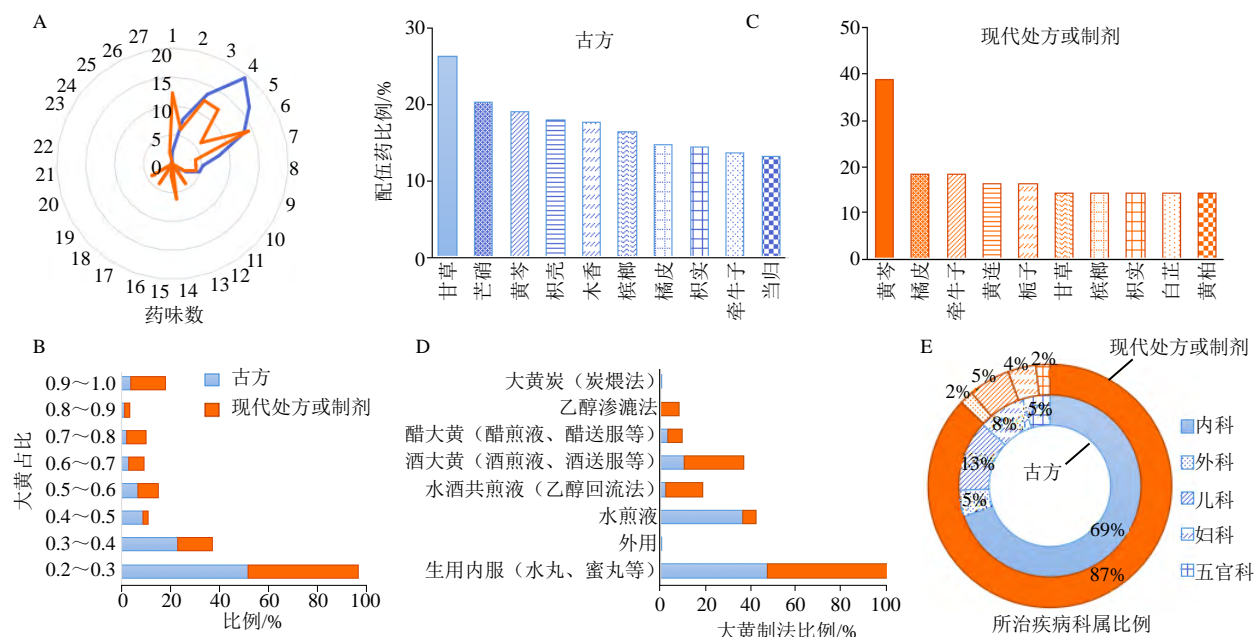 A
1
2
3
4
5
6
7
8
9
10
11
12
13
14
15
16
17
18
19
20
21
22
23
24
25
26
27
20
15
10
5
0
药味数
古方
30
20
10
0
配伍药比例/%
甘草
芒硝
黄芩
枳壳
木香
槟榔
橘皮
枳实
牵牛子
当归
C
现代处方或制剂
50
40
30
20
10
0
黄芩
橘皮
牵牛子
黄连
栀子
甘草
槟榔
枳实
白芷
黄柏
B
古方
现代处方或制剂
大黄占比
0.9～1.0
0.8～0.9
0.7～0.8
0.6～0.7
0.5～0.6
0.4～0.5
0.3～0.4
0.2～0.3
0 20 40 60 80 100
比例/%
D
大黄炭（炭煨法）
乙醇渗漉法
醋大黄（醋煎液、醋送服等）
酒大黄（酒煎液、酒送服等）
水酒共煎液（乙醇回流法）
水煎液
外用
生用内服（水丸、蜜丸等）
0 20 40 60 80 100
大黄制法比例/%
E
现代处方或制剂
2%
5%
4%
2%
8%
5%
13%
5%
古方
69%
87%
内科
外科
儿科
妇科
五官科
所治疾病科属比例